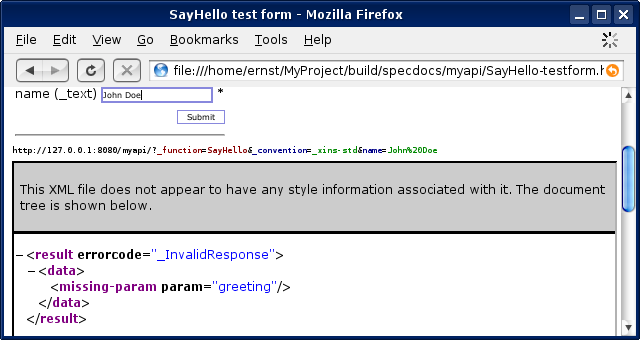 SayHello test form - Mozilla Firefox
File Edit View Go Bookmarks Tools Help
file:///home/ernst/MyProject/build/specdocs/myapi/SayHello-testform.h
name (_text) John Doe *
Submit
http://127.0.0.1:8080/myapi/?_function=SayHello&_convention=_xins-std&name=John%20Doe
This XML file does not appear to have any style information associated with it. The document
tree is shown below.
− <result errorcode="_InvalidResponse">
− <data>
<missing-param param="greeting"/>
</data>
</result>